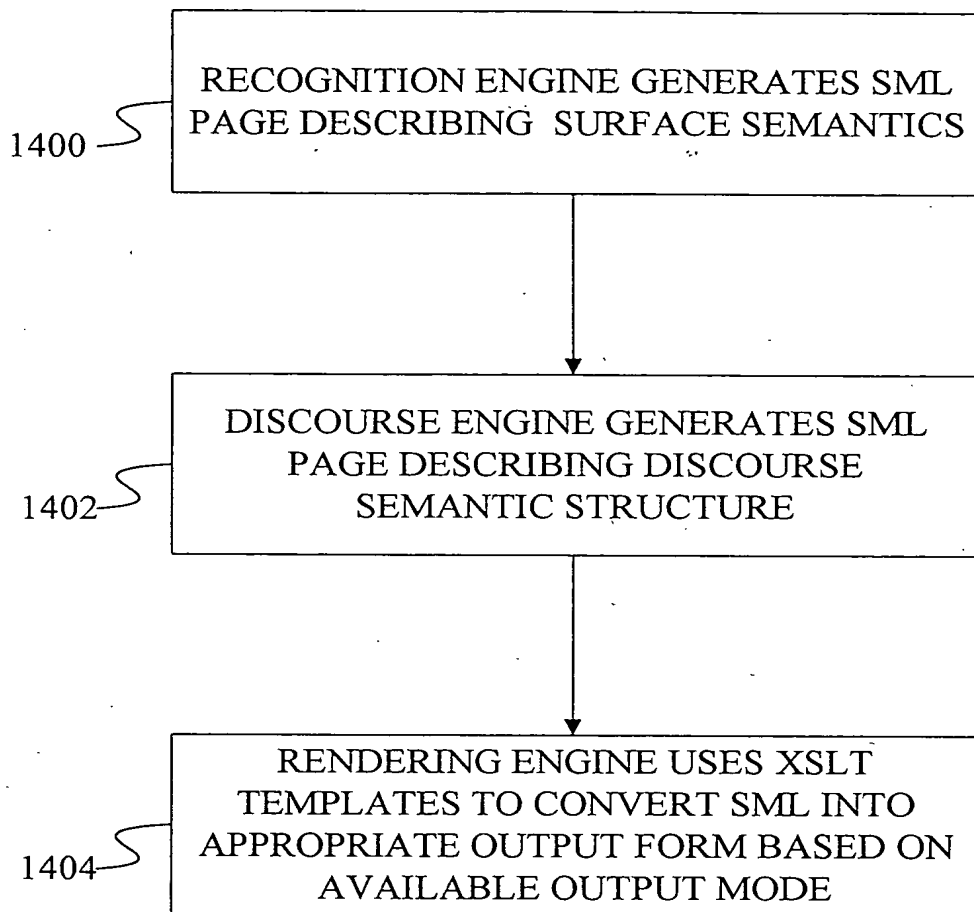 RECOGNITION ENGINE GENERATES SML
PAGE DESCRIBING SURFACE SEMANTICS
1400
DISCOURSE ENGINE GENERATES SML
PAGE DESCRIBING DISCOURSE
SEMANTIC STRUCTURE
1402
RENDERING ENGINE USES XSLT
TEMPLATES TO CONVERT SML INTO
APPROPRIATE OUTPUT FORM BASED ON
AVAILABLE OUTPUT MODE
1404